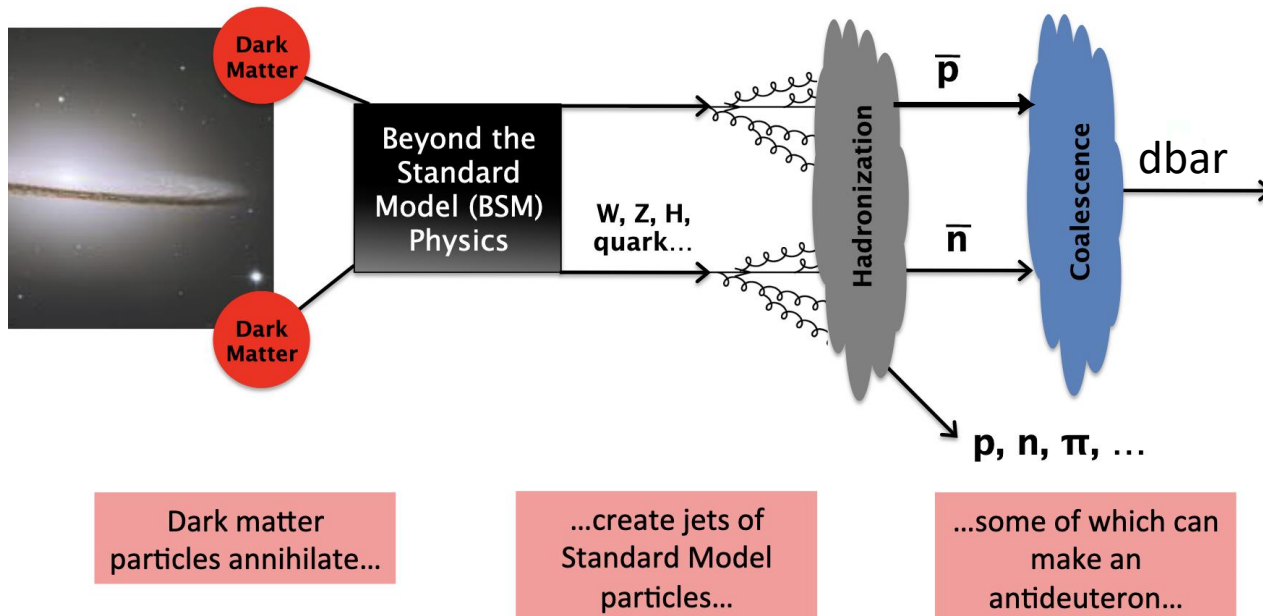 Dark
Matter
Beyond the
Standard
Model (BSM)
Physics
W, Z, H,
quark...
Dark
Matter
Hadronization
p̅
n̅
Coalescence
dbar
p, n, π, ...
Dark matter
particles annihilate...
...create jets of
Standard Model
particles...
...some of which can
make an
antideuteron...